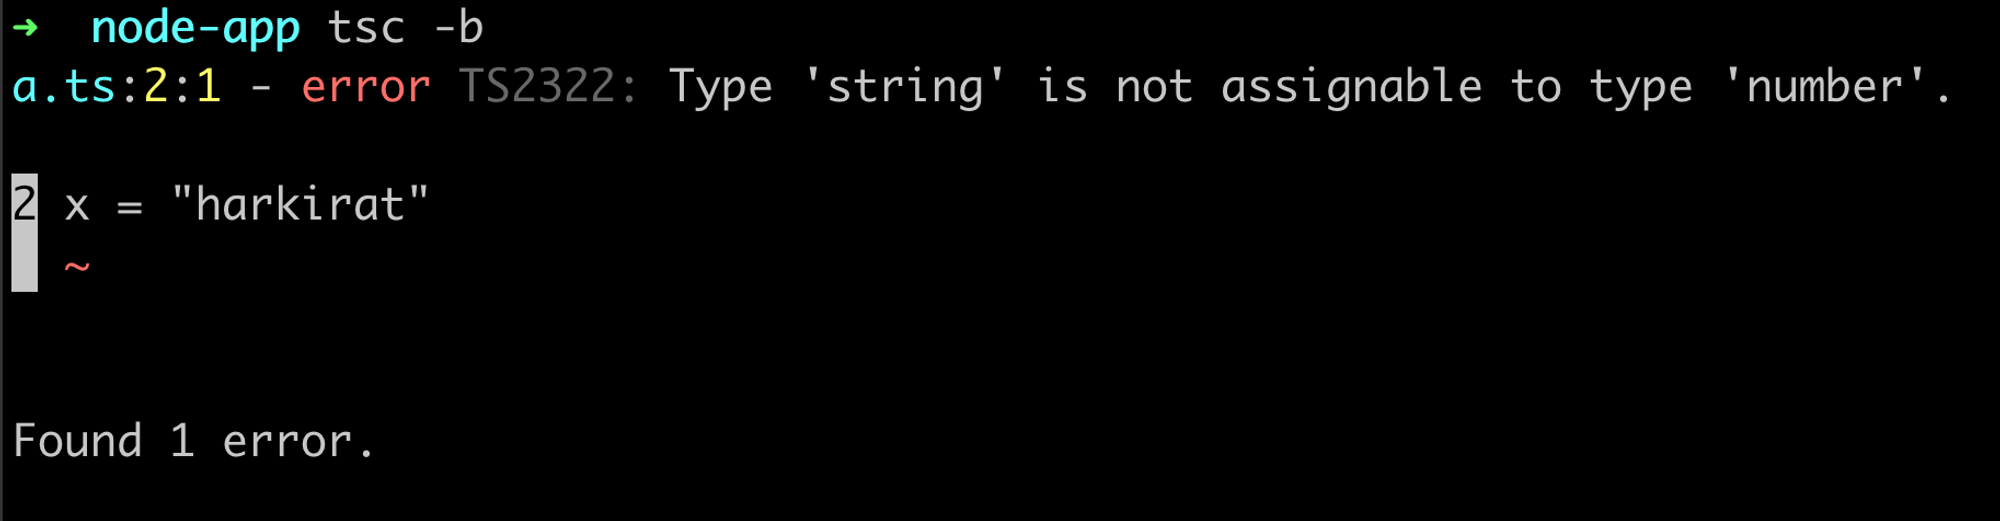 ➜  node-app tsc -b
a.ts:2:1 - error TS2322: Type 'string' is not assignable to type 'number'.
2 x = "harkirat"
  ~
Found 1 error.